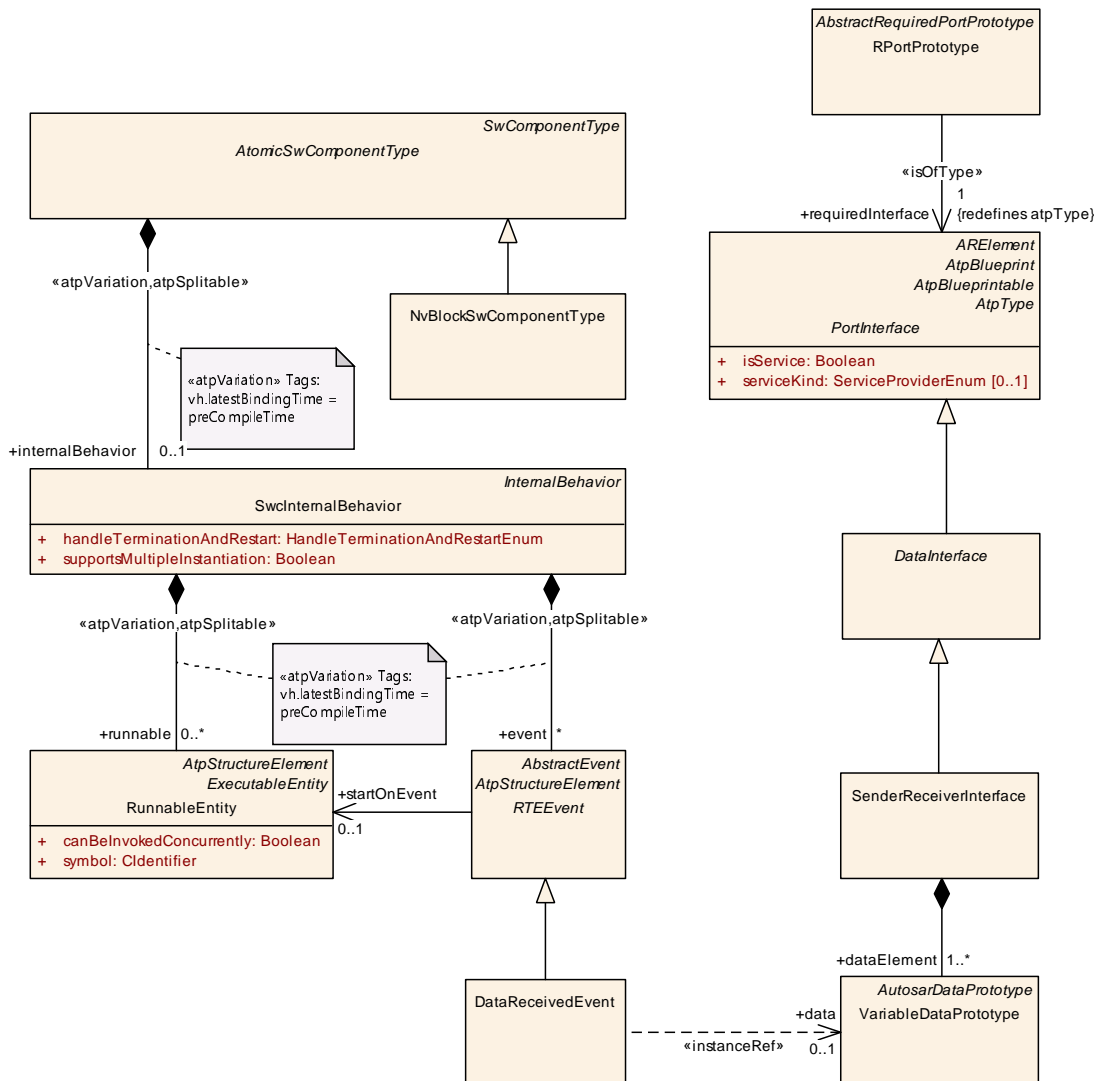 AbstractRequiredPortPrototype
RPortPrototype
SwComponentType
AtomicSwComponentType
«isOfType»
1
+requiredInterface
{redefines atpType}
«atpVariation,atpSplitable»
NvBlockSwComponentType
ARElement
AtpBlueprint
AtpBlueprintable
AtpType
PortInterface
+ isService: Boolean
+ serviceKind: ServiceProviderEnum [0..1]
«atpVariation» Tags:
vh.latestBindingTime =
preCompileTime
+internalBehavior
0..1
InternalBehavior
SwcInternalBehavior
+ handleTerminationAndRestart: HandleTerminationAndRestartEnum
+ supportsMultipleInstantiation: Boolean
DataInterface
«atpVariation,atpSplitable»
«atpVariation,atpSplitable»
«atpVariation» Tags:
vh.latestBindingTime =
preCompileTime
+runnable
0..*
+event
*
AtpStructureElement
ExecutableEntity
RunnableEntity
+ canBeInvokedConcurrently: Boolean
+ symbol: CIdentifier
+startOnEvent
0..1
AbstractEvent
AtpStructureElement
RTEEvent
SenderReceiverInterface
+dataElement
1..*
DataReceivedEvent
+data
«instanceRef»
0..1
AutosarDataPrototype
VariableDataPrototype